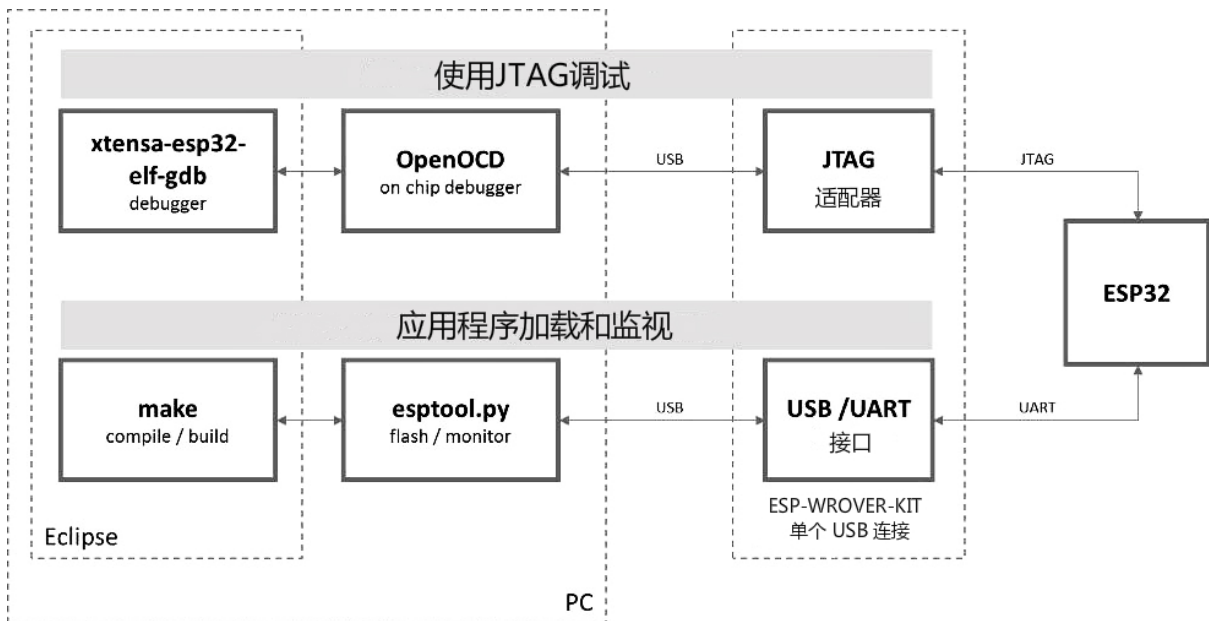 使用JTAG调试
xtensa-esp32-
elf-gdb
debugger
OpenOCD
on chip debugger
USB
JTAG
适配器
JTAG
ESP32
应用程序加载和监视
make
compile / build
esptool.py
flash / monitor
USB
USB /UART
接口
UART
ESP-WROVER-KIT
单个 USB 连接
Eclipse
PC